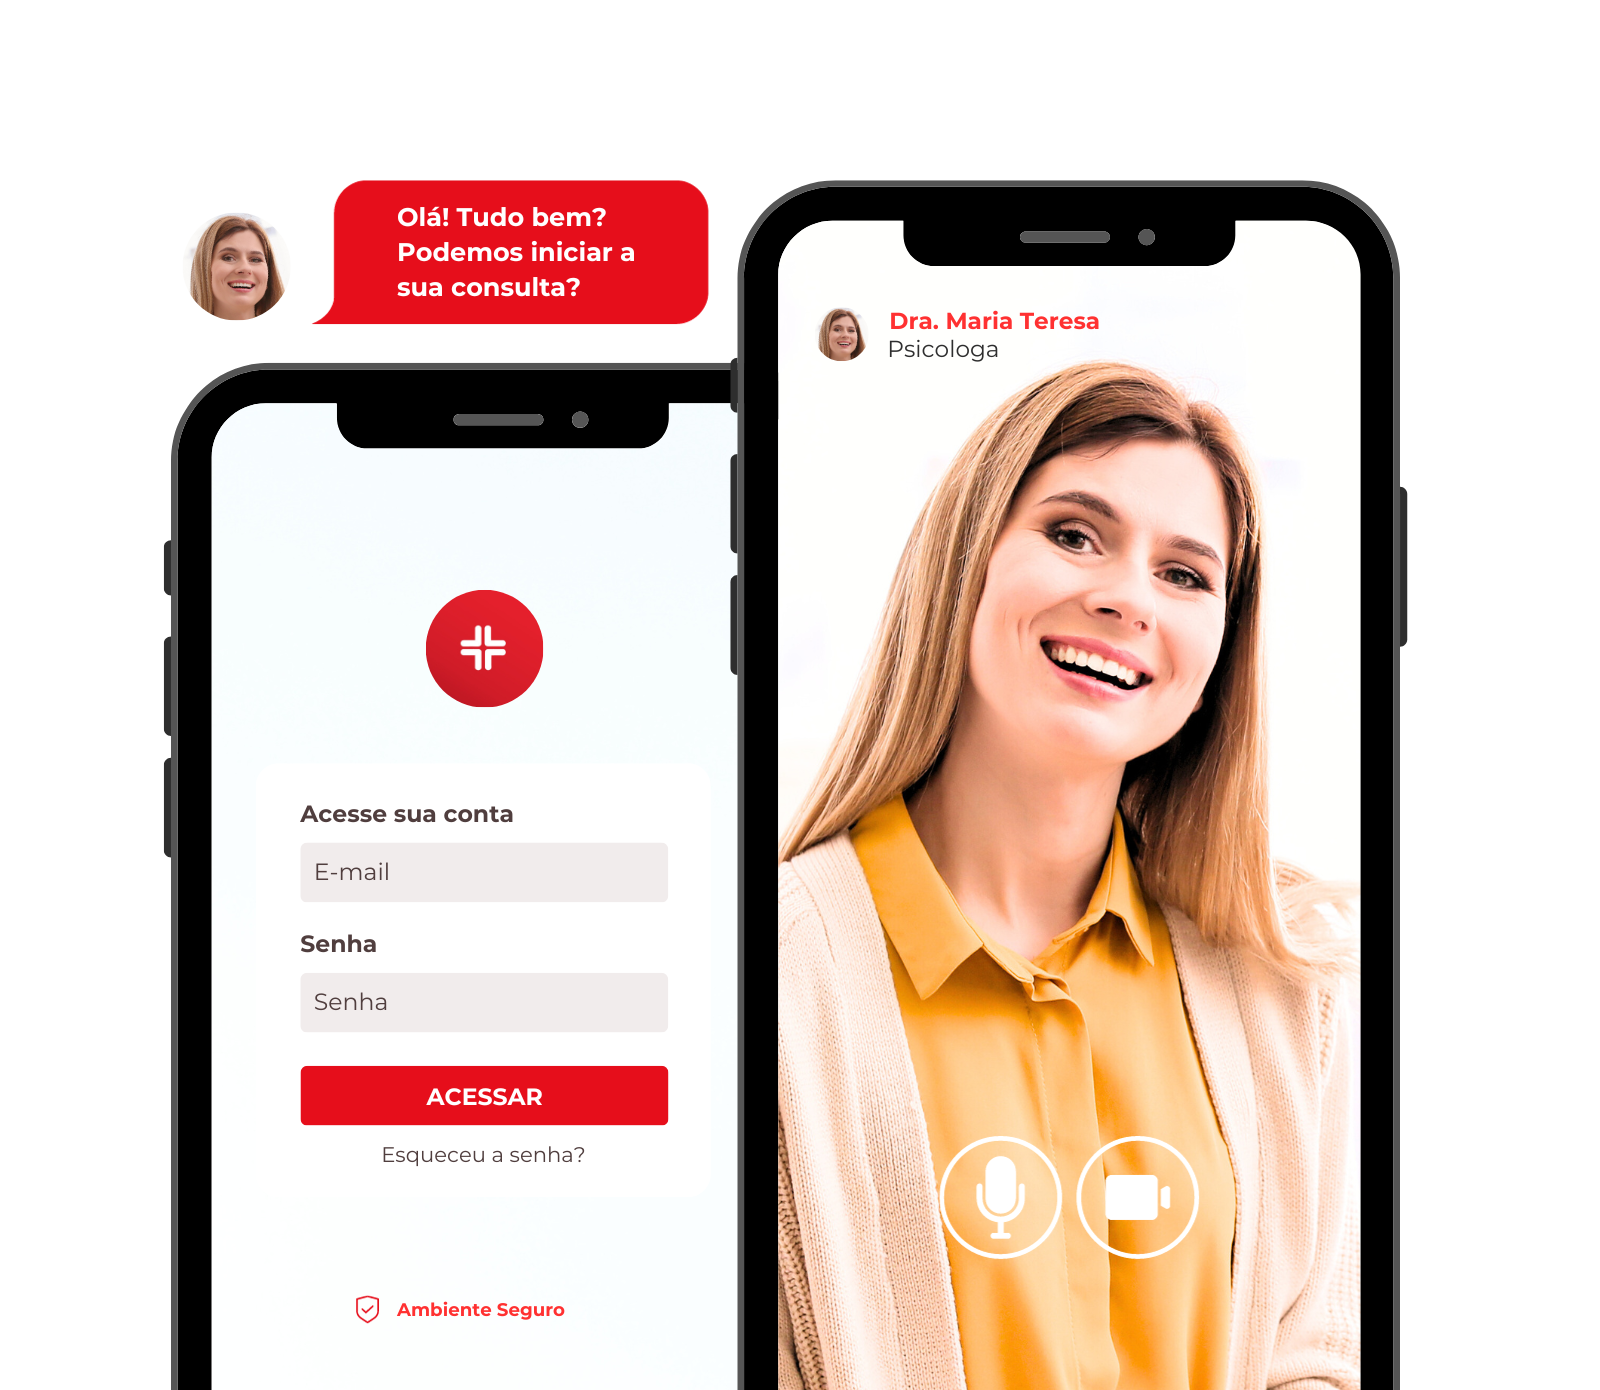 Olá! Tudo bem?
Podemos iniciar a
sua consulta?
Dra. Maria Teresa
Psicologa
Acesse sua conta
E-mail
Senha
Senha
ACESSAR
Esqueceu a senha?
Ambiente Seguro